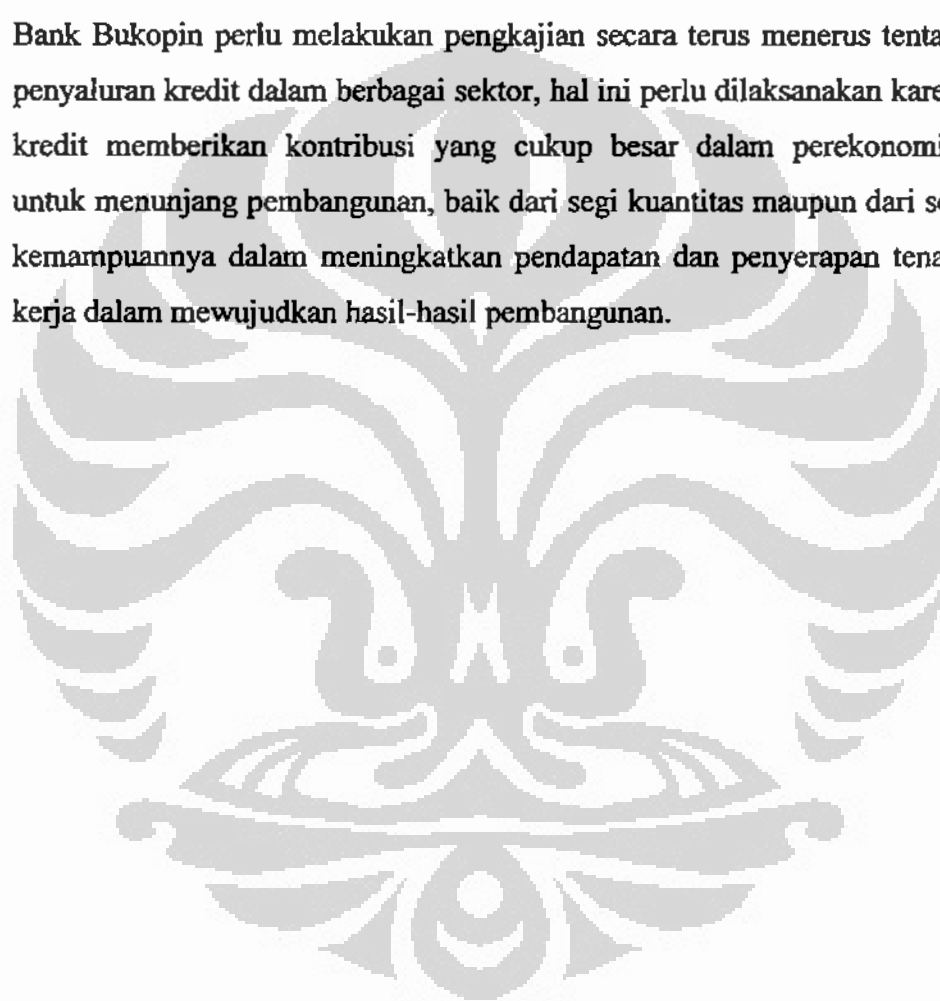 Bank Bukopin perlu melakukan pengkajian secara terus menerus tenta
penyaluran kredit dalam berbagai sektor, hal ini perlu dilaksanakan kare
kredit memberikan kontribusi yang cukup besar dalam perekonomi
untuk menunjang pembangunan, baik dari segi kuantitas maupun dari se
kemampuannya dalam meningkatkan pendapatan dan penyerapan tena
kerja dalam mewujudkan hasil-hasil pembangunan.